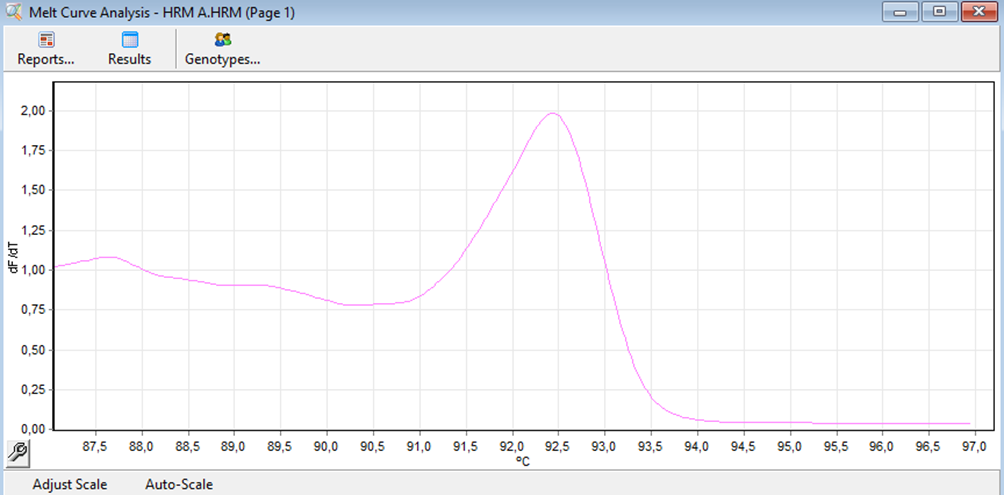 Melt Curve Analysis - HRM A.HRM (Page 1)
Reports... Results Genotypes...
2,00
1,75
1,50
1,25
1,00
0,75
0,50
0,25
0,00
dF/dT
87,5 88,0 88,5 89,0 89,5 90,0 90,5 91,0 91,5 92,0 92,5 93,0 93,5 94,0 94,5 95,0 95,5 96,0 96,5 97,0
ºC
Adjust Scale Auto-Scale